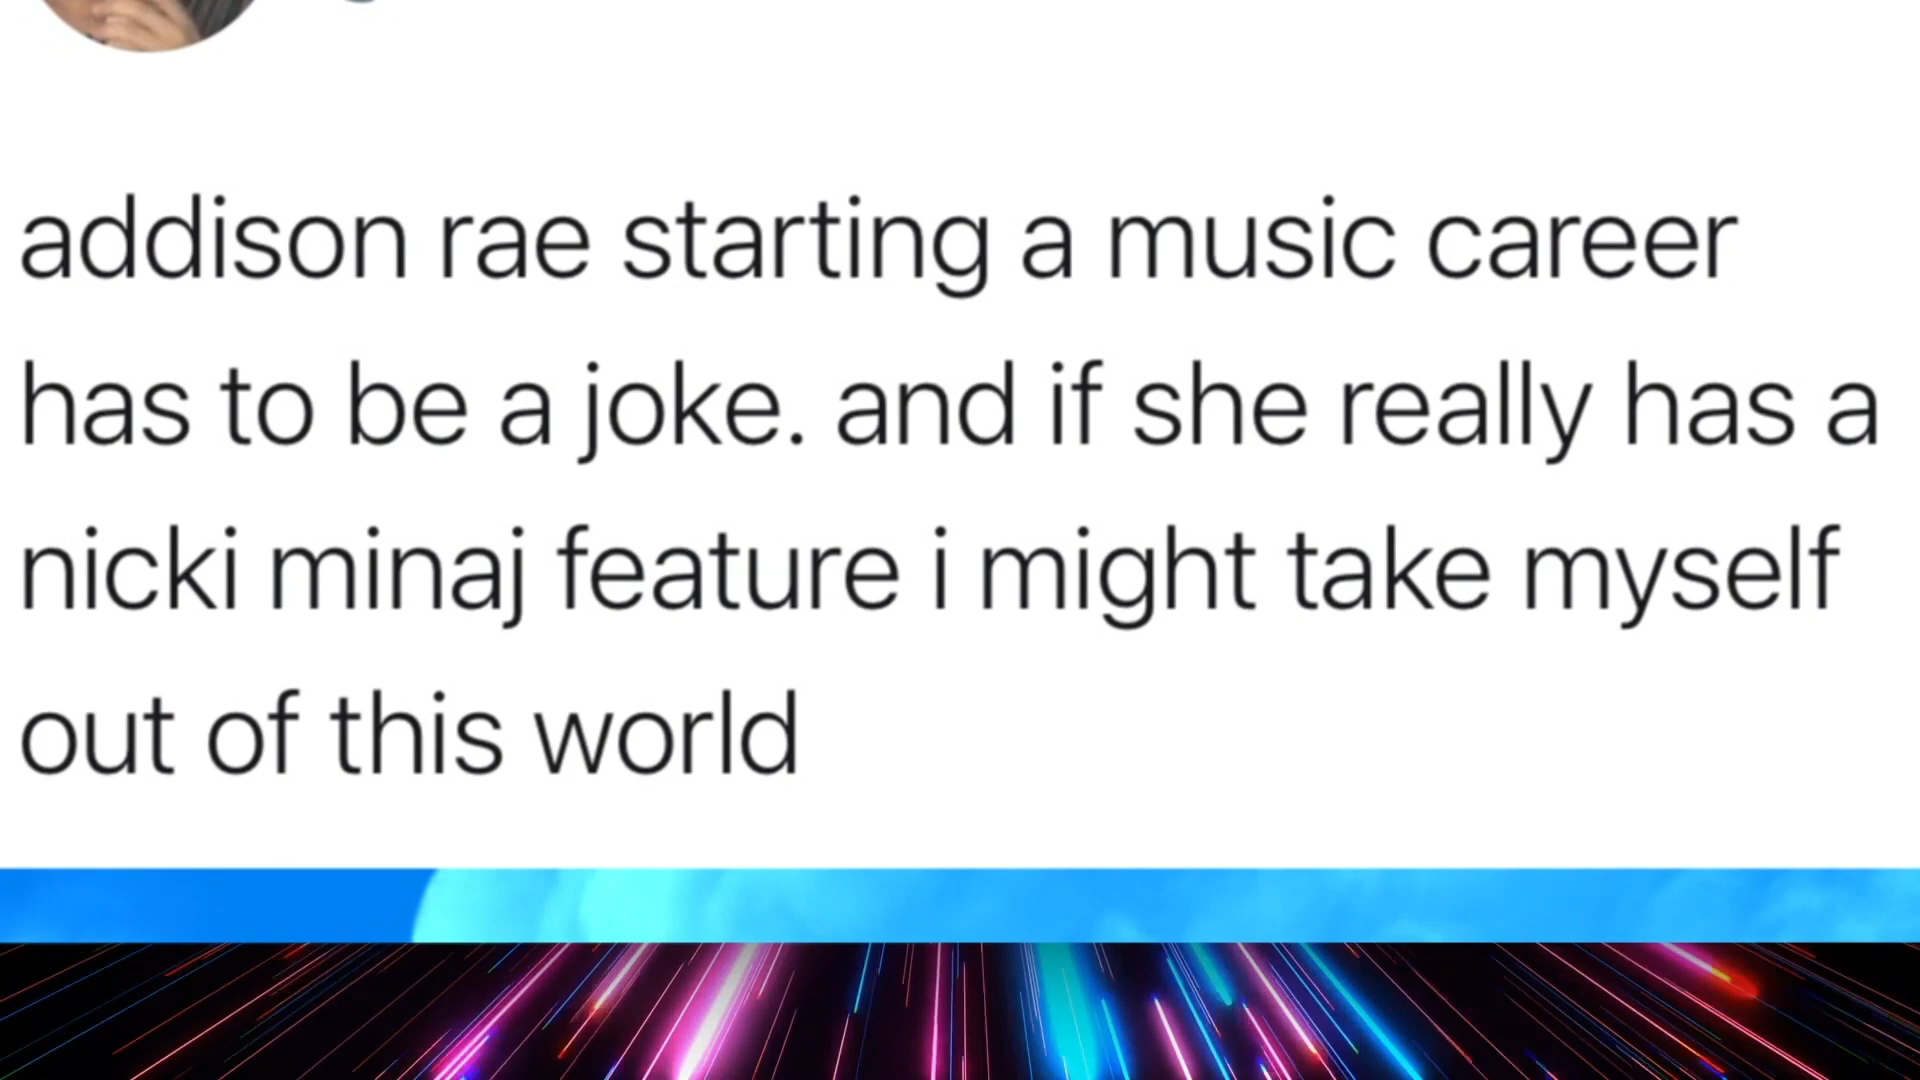 addison rae starting a music career
has to be a joke. and if she really has a
nicki minaj feature i might take myself
out of this world